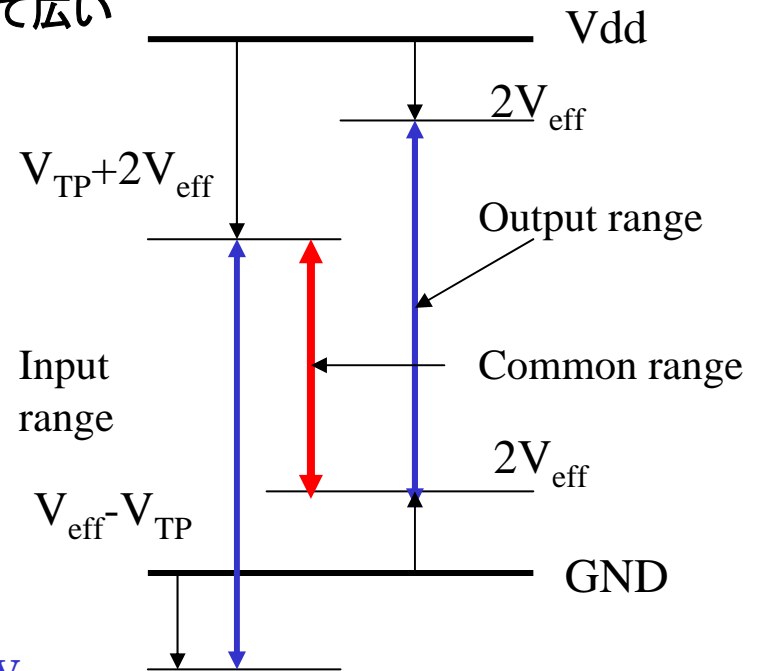 て広い
Vdd
2Veff
VTP+2Veff
Output range
Input
range
Common range
2Veff
Veff-VTP
GND